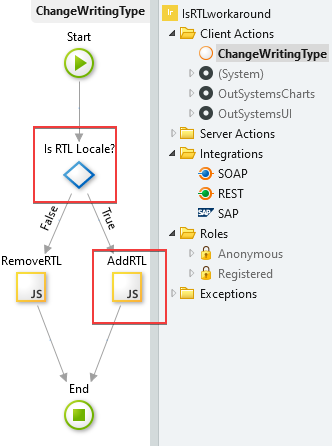 ChangeWritingType
Start
Is RTL Locale?
False
True
RemoveRTL
AddRTL
JS
JS
End
IsRTLworkaround
Client Actions
ChangeWritingType
(System)
OutSystemsCharts
OutSystemsUI
Server Actions
Integrations
SOAP
REST
SAP
SAP
Roles
Anonymous
Registered
Exceptions